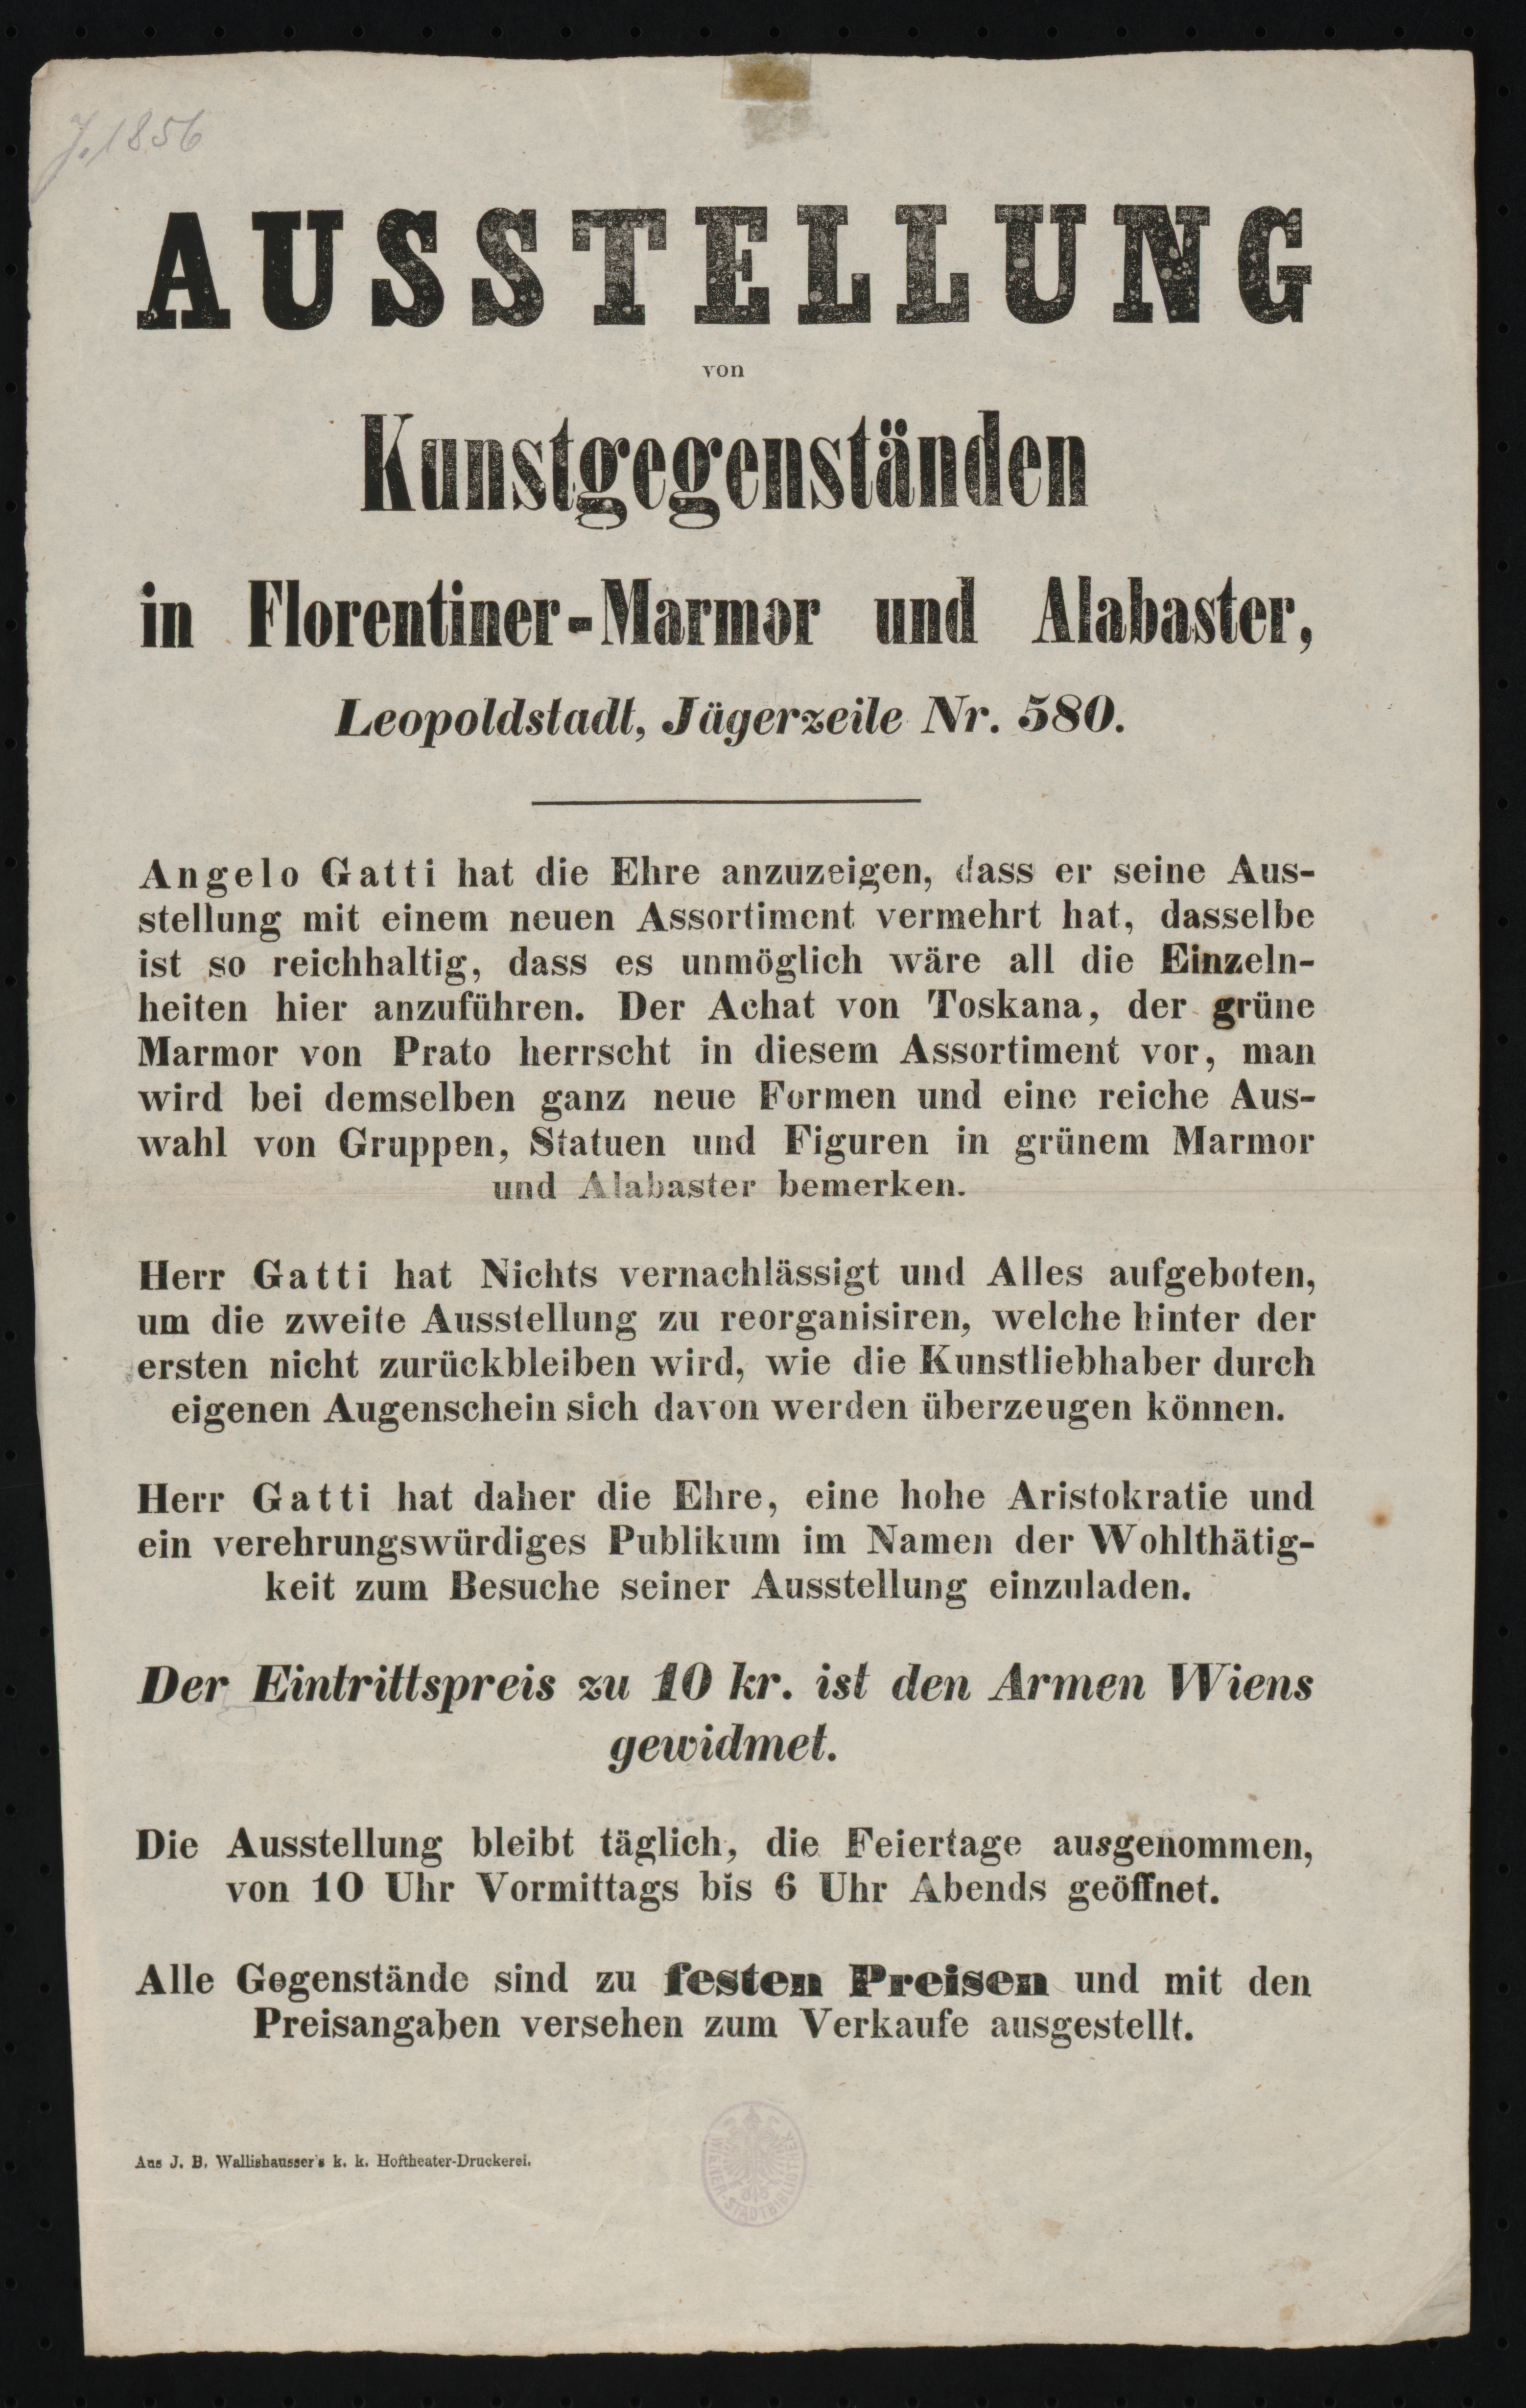 J. 1856
AUSSTELLUNG
von
Kunstgegenständen
in Florentiner-Marmor und Alabaster,
Leopoldstadt, Jägerzeile Nr. 580.
Angelo Gatti hat die Ehre anzuzeigen, dass er seine Aus-
stellung mit einem neuen Assortiment vermehrt hat, dasselbe
ist so reichhaltig, dass es unmöglich wäre all die Einzeln-
heiten hier anzuführen. Der Achat von Toskana, der grüne
Marmor von Prato herrscht in diesem Assortiment vor, man
wird bei demselben ganz neue Formen und eine reiche Aus-
wahl von Gruppen, Statuen und Figuren in grünem Marmor
und Alabaster bemerken.
Herr Gatti hat Nichts vernachlässigt und Alles aufgeboten,
um die zweite Ausstellung zu reorganisiren, welche hinter der
ersten nicht zurückbleiben wird, wie die Kunstliebhaber durch
eigenen Augenschein sich davon werden überzeugen können.
Herr Gatti hat daher die Ehre, eine hohe Aristokratie und
ein verehrungswürdiges Publikum im Namen der Wohlthätig-
keit zum Besuche seiner Ausstellung einzuladen.
Der Eintrittspreis zu 10 kr. ist den Armen Wiens
gewidmet.
Die Ausstellung bleibt täglich, die Feiertage ausgenommen,
von 10 Uhr Vormittags bis 6 Uhr Abends geöffnet.
Alle Gegenstände sind zu festen Preisen und mit den
Preisangaben versehen zum Verkaufe ausgestellt.
Aus J. B. Wallishausser's k. k. Hoftheater-Druckerei.